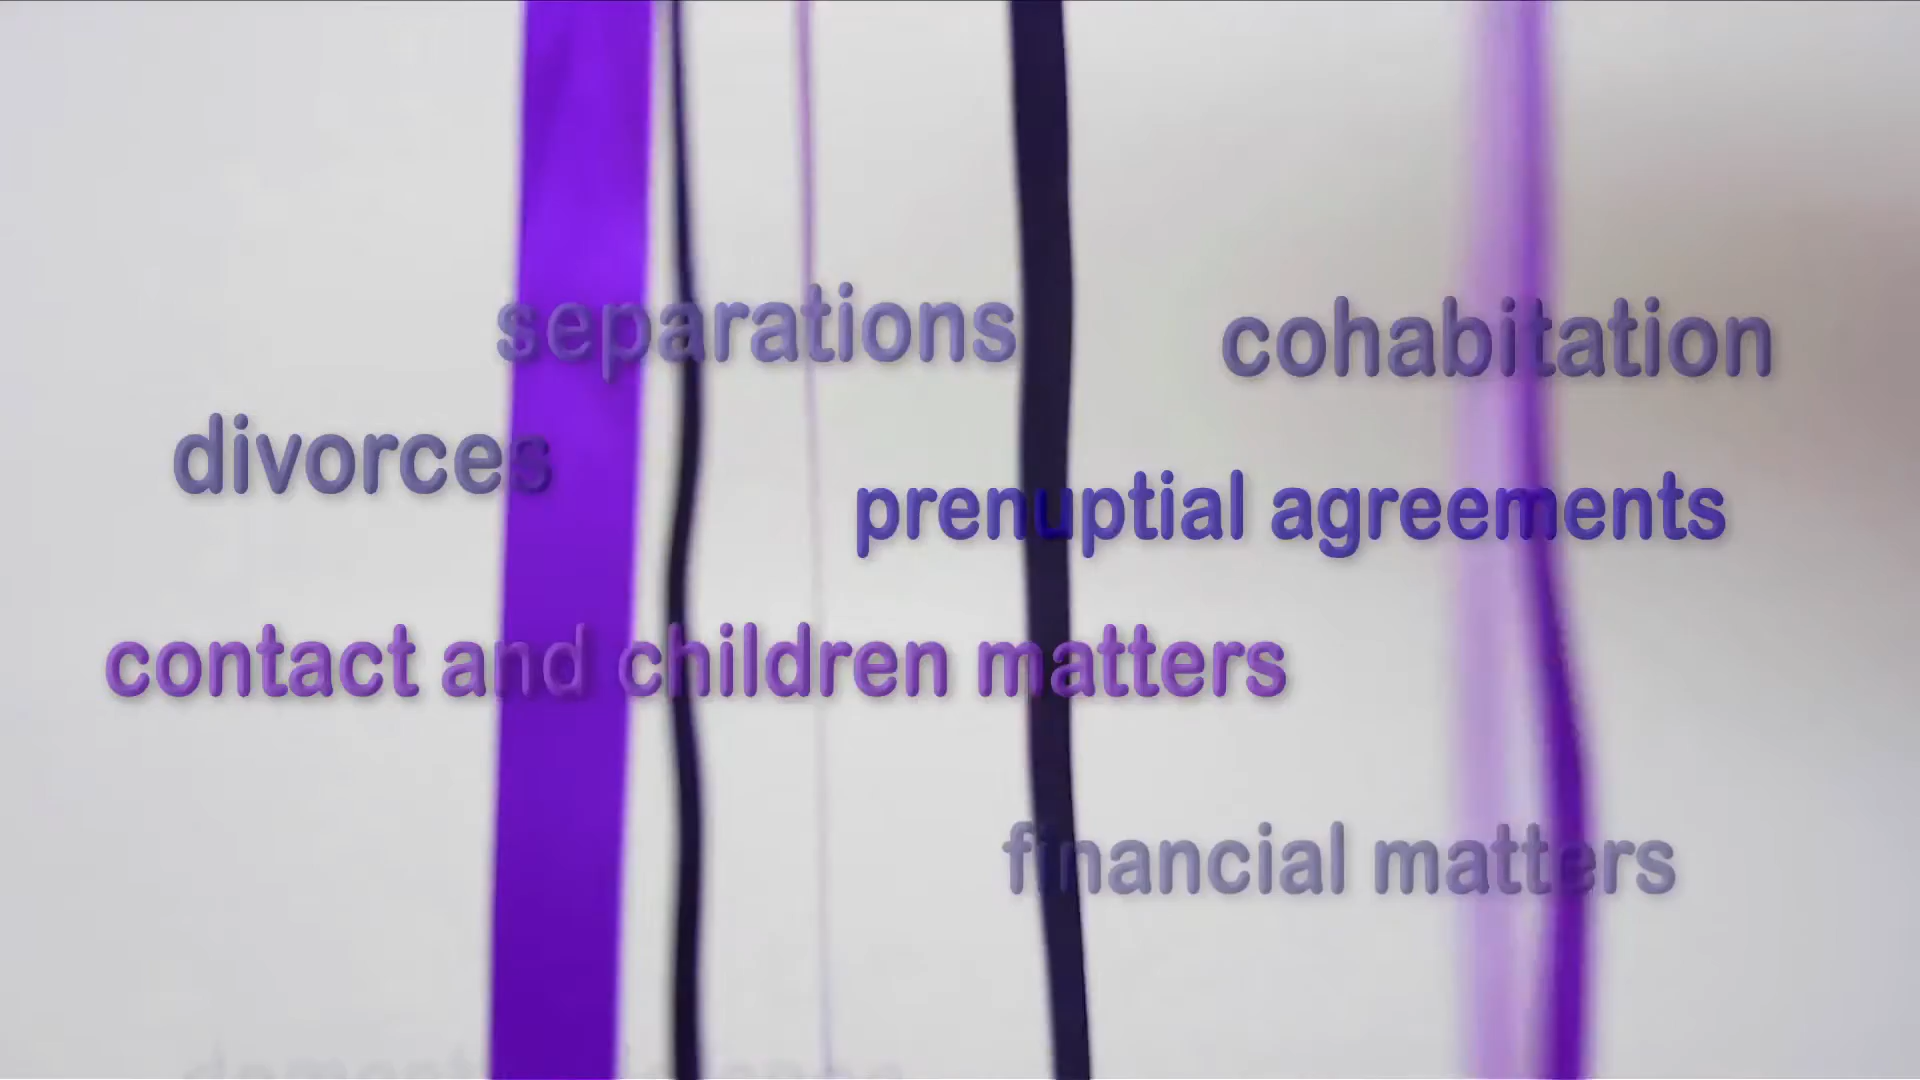 separations
cohabitation
divorces
prenuptial agreements
contact and children matters
financial matters